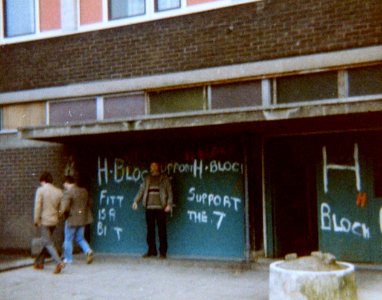 H·BLOCK SUPPORT H·BLOCK
FITT
IS A
BIT
SUPPORT
THE 7
H
BLOCK
H